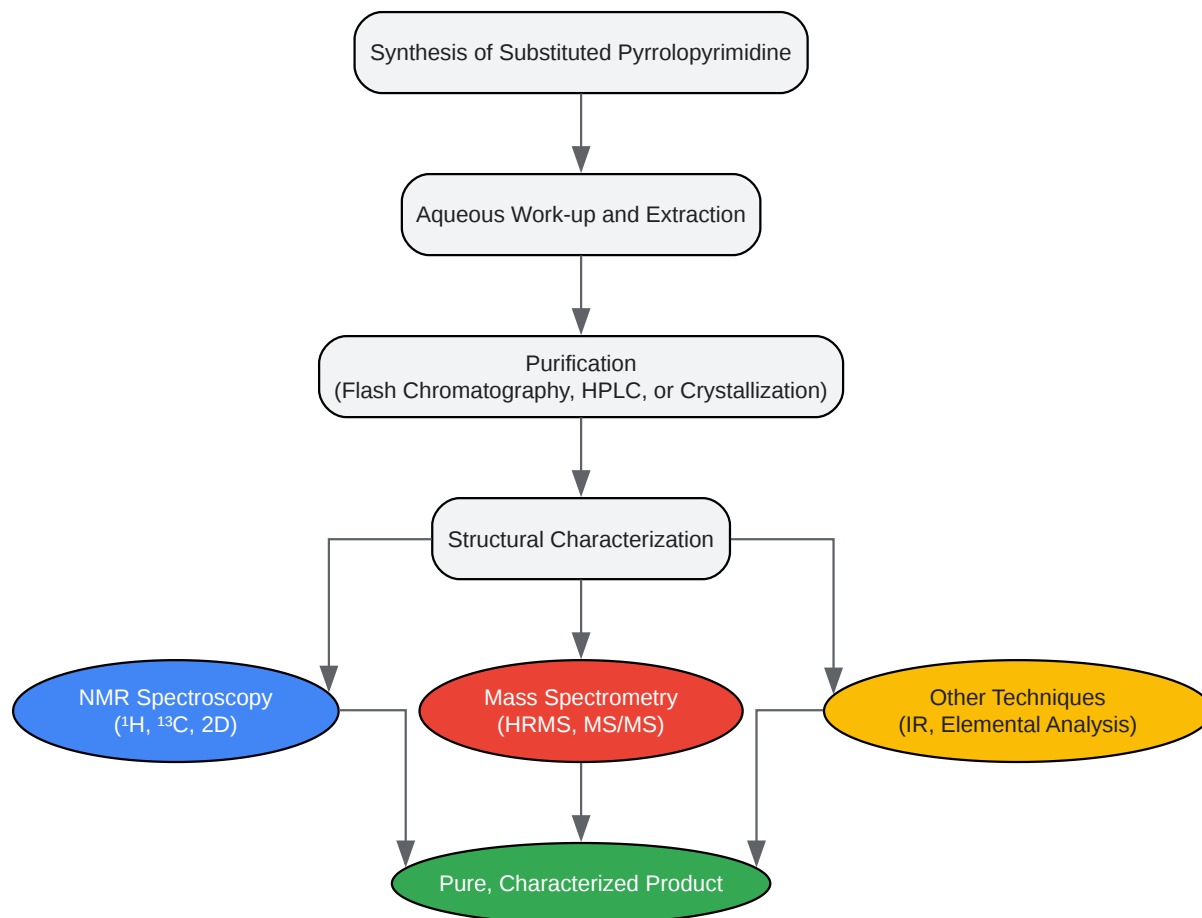 Synthesis of Substituted Pyrrolopyrimidine
Aqueous Work-up and Extraction
Purification
(Flash Chromatography, HPLC, or Crystallization)
Structural Characterization
NMR Spectroscopy
(¹H, ¹³C, 2D)
Mass Spectrometry
(HRMS, MS/MS)
Other Techniques
(IR, Elemental Analysis)
Pure, Characterized Product